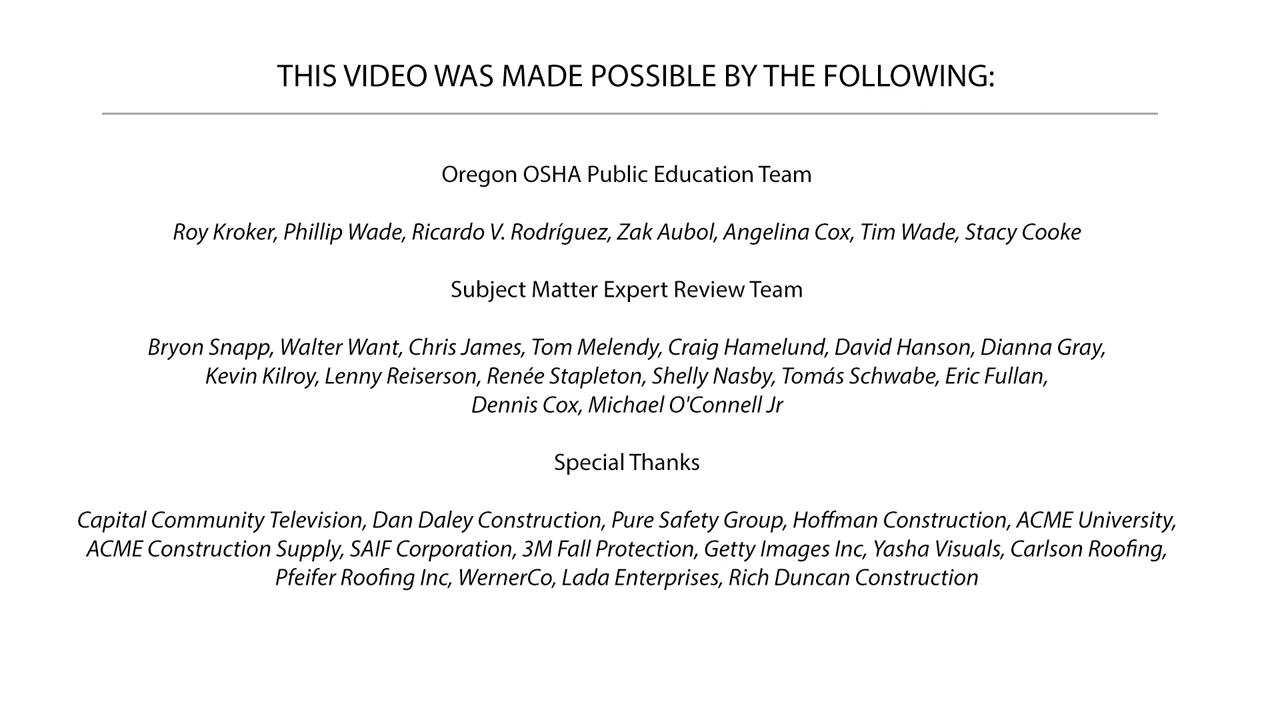 THIS VIDEO WAS MADE POSSIBLE BY THE FOLLOWING:
Oregon OSHA Public Education Team
Roy Kroker, Phillip Wade, Ricardo V. Rodríguez, Zak Aubol, Angelina Cox, Tim Wade, Stacy Cooke
Subject Matter Expert Review Team
Bryon Snapp, Walter Want, Chris James, Tom Melendy, Craig Hamelund, David Hanson, Dianna Gray,
Kevin Kilroy, Lenny Reiserson, Renée Stapleton, Shelly Nasby, Tomás Schwabe, Eric Fullan,
Dennis Cox, Michael O'Connell Jr
Special Thanks
Capital Community Television, Dan Daley Construction, Pure Safety Group, Hoffman Construction, ACME University,
ACME Construction Supply, SAIF Corporation, 3M Fall Protection, Getty Images Inc, Yasha Visuals, Carlson Roofing,
Pfeifer Roofing Inc, WernerCo, Lada Enterprises, Rich Duncan Construction